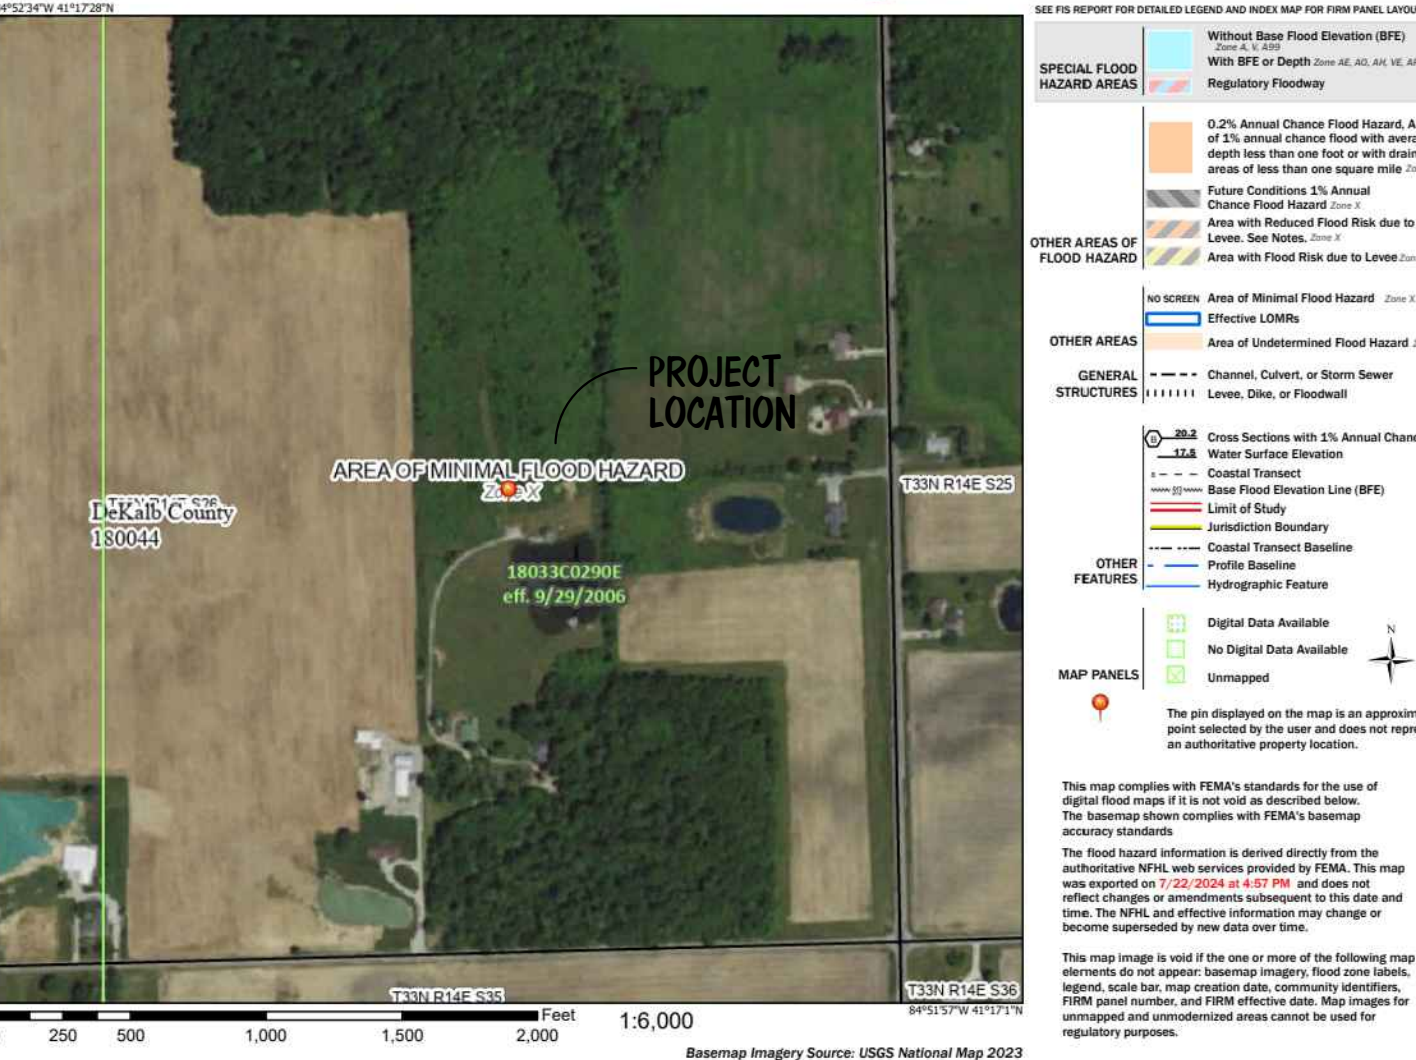 4°52'34"W 41°17'28"N
PROJECT
LOCATION
AREA OF MINIMAL FLOOD HAZARD
Zone X
T33N R14E S25
T33N R14E S26
DeKalb County
180044
18033C0290E
eff. 9/29/2006
T33N R14E S35
T33N R14E S36
84°51'57"W 41°17'1"N
Feet
250 500 1,000 1,500 2,000
1:6,000
Basemap Imagery Source: USGS National Map 2023
SEE FIS REPORT FOR DETAILED LEGEND AND INDEX MAP FOR FIRM PANEL LAYOU
SPECIAL FLOOD
HAZARD AREAS
Without Base Flood Elevation (BFE)
Zone A, V, A99
With BFE or Depth Zone AE, AO, AH, VE, AR
Regulatory Floodway
OTHER AREAS OF
FLOOD HAZARD
0.2% Annual Chance Flood Hazard, A
of 1% annual chance flood with avera
depth less than one foot or with drain
areas of less than one square mile Zo
Future Conditions 1% Annual
Chance Flood Hazard Zone X
Area with Reduced Flood Risk due to
Levee. See Notes. Zone X
Area with Flood Risk due to Levee Zon
OTHER AREAS
NO SCREEN Area of Minimal Flood Hazard Zone X
Effective LOMRs
Area of Undetermined Flood Hazard
GENERAL
STRUCTURES
Channel, Culvert, or Storm Sewer
Levee, Dike, or Floodwall
OTHER
FEATURES
B 20.2 Cross Sections with 1% Annual Chanc
17.5 Water Surface Elevation
8 Coastal Transect
513 Base Flood Elevation Line (BFE)
Limit of Study
Jurisdiction Boundary
Coastal Transect Baseline
Profile Baseline
Hydrographic Feature
MAP PANELS
Digital Data Available
No Digital Data Available
Unmapped
N
The pin displayed on the map is an approxim
point selected by the user and does not repre
an authoritative property location.
This map complies with FEMA's standards for the use of
digital flood maps if it is not void as described below.
The basemap shown complies with FEMA's basemap
accuracy standards
The flood hazard information is derived directly from the
authoritative NFHL web services provided by FEMA. This map
was exported on 7/22/2024 at 4:57 PM and does not
reflect changes or amendments subsequent to this date and
time. The NFHL and effective information may change or
become superseded by new data over time.
This map image is void if the one or more of the following map
elements do not appear: basemap imagery, flood zone labels,
legend, scale bar, map creation date, community identifiers,
FIRM panel number, and FIRM effective date. Map images for
unmapped and unmodernized areas cannot be used for
regulatory purposes.